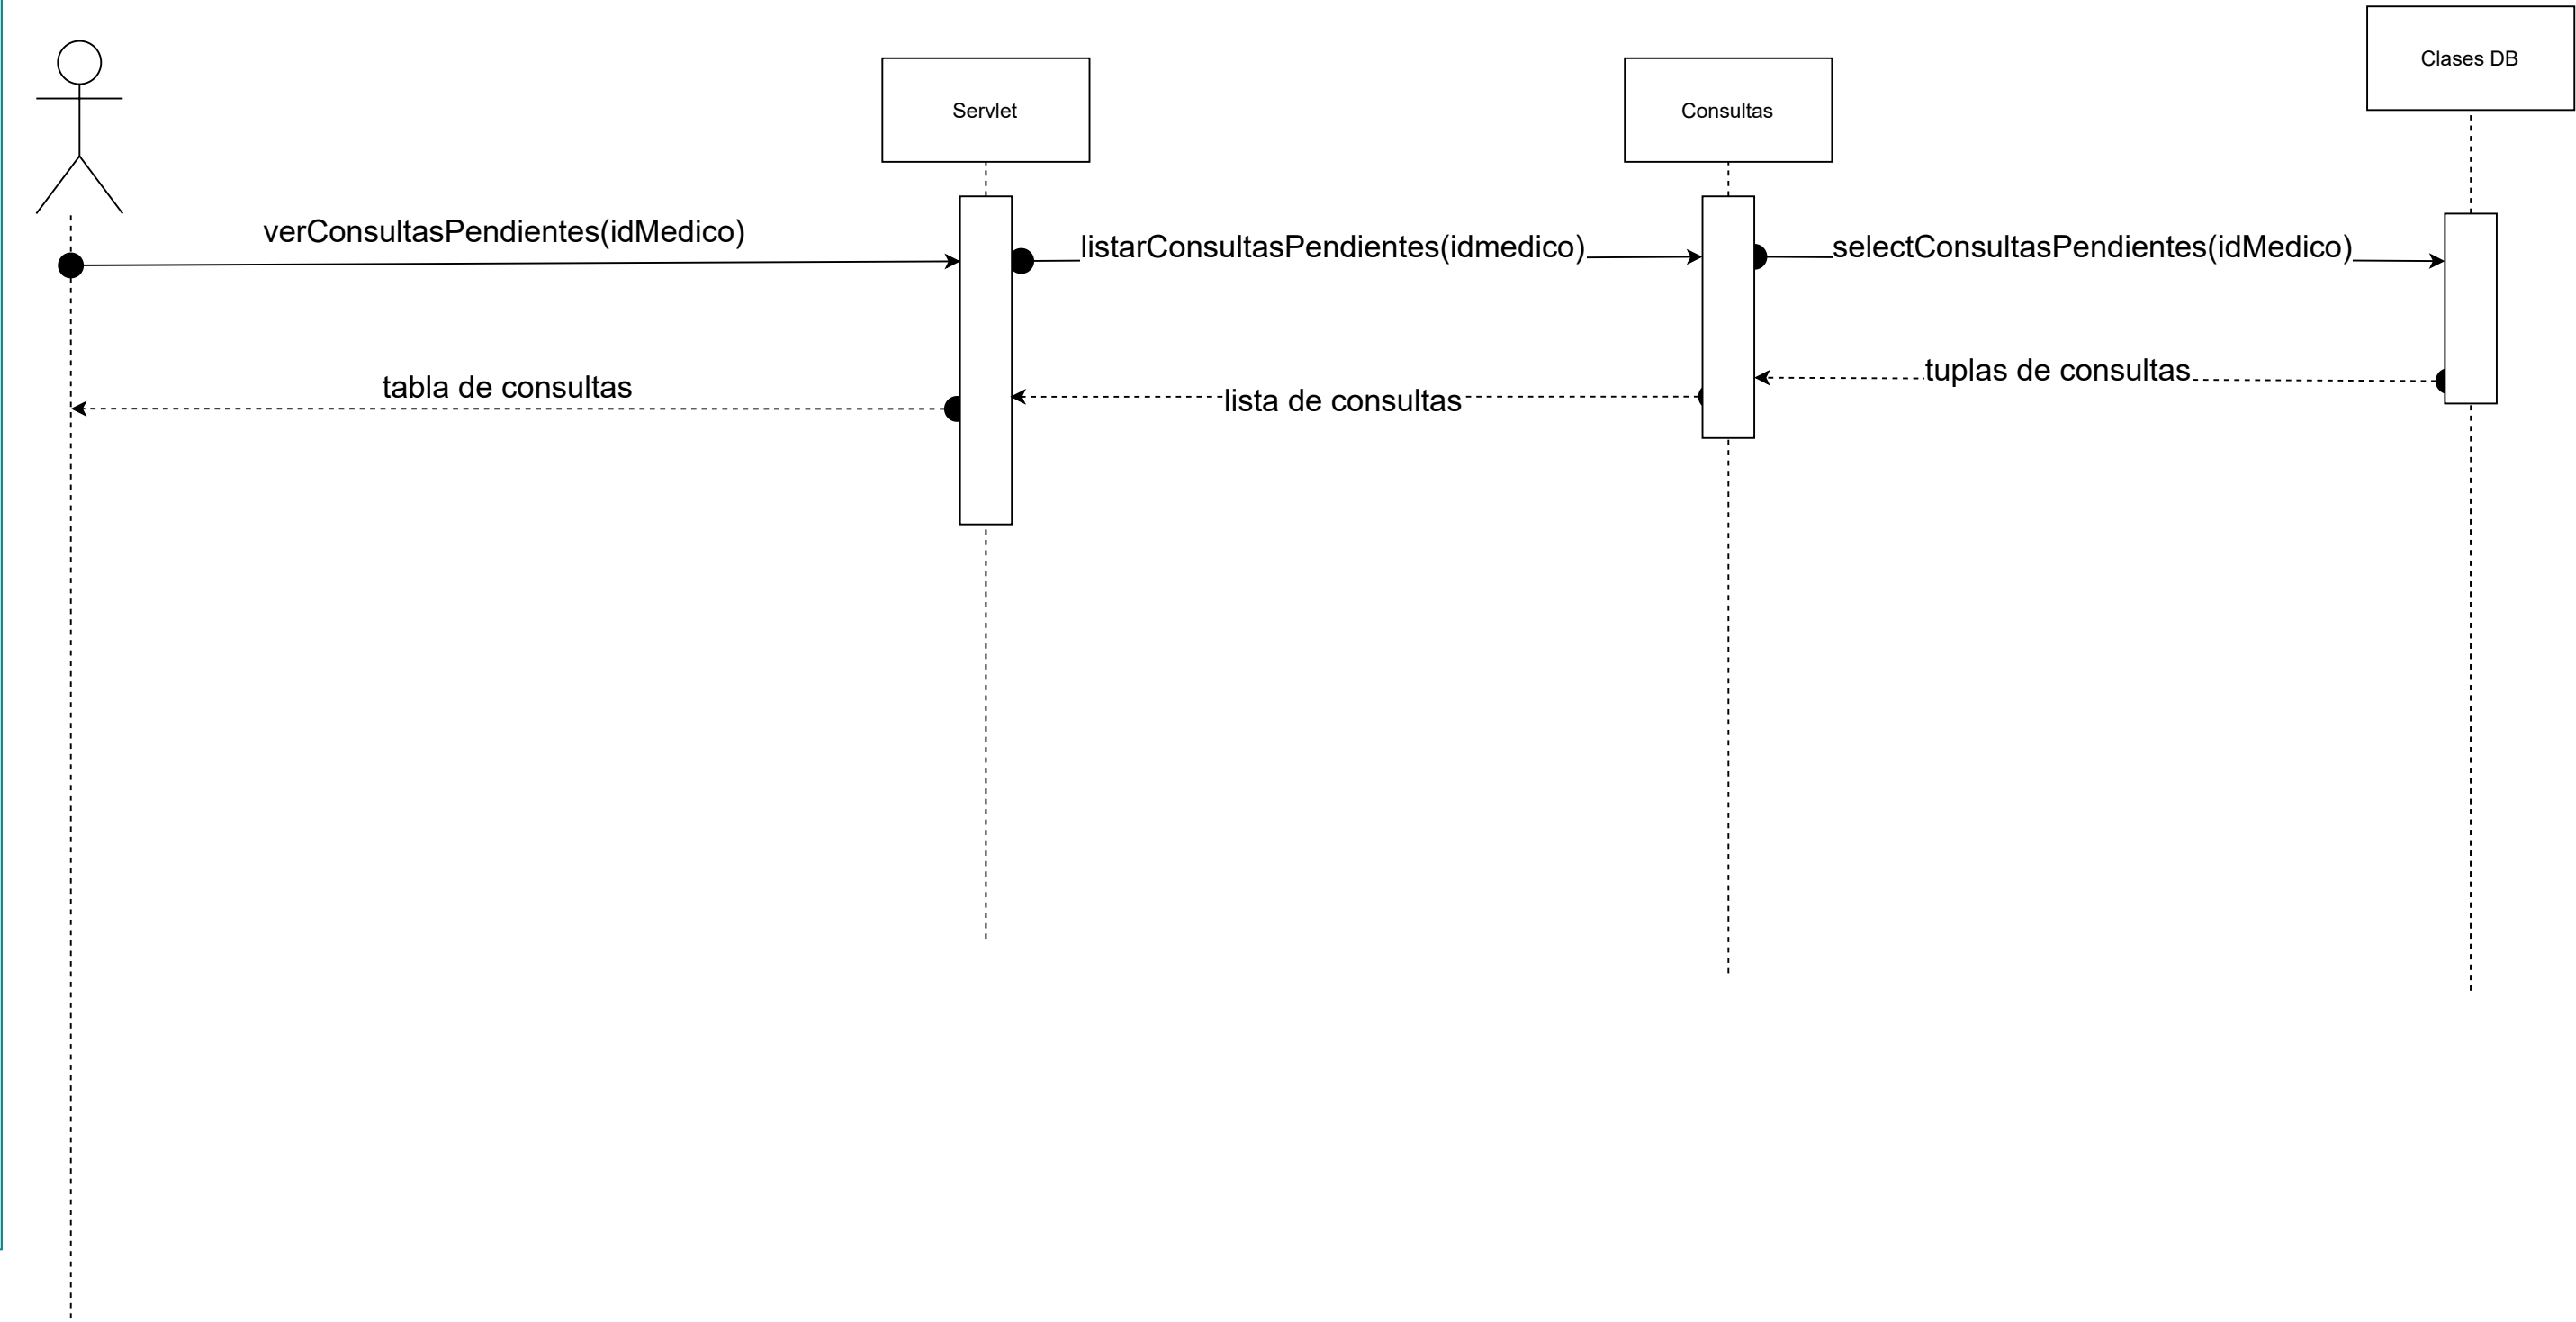 Servlet
Consultas
Clases DB
verConsultasPendientes(idMedico)
listarConsultasPendientes(idmedico)
selectConsultasPendientes(idMedico)
tuplas de consultas
lista de consultas
tabla de consultas